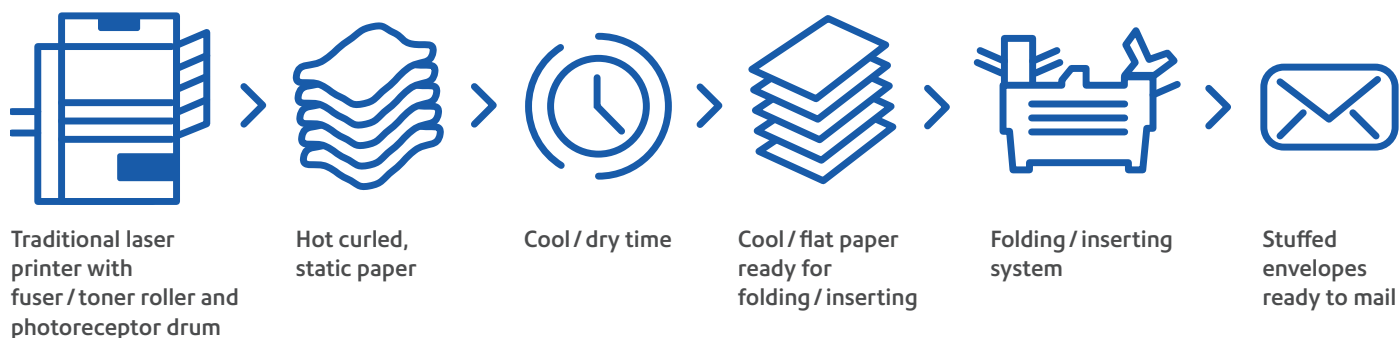 Traditional laser
printer with
fuser / toner roller and
photoreceptor drum
Hot curled,
static paper
Cool / dry time
Cool / flat paper
ready for
folding / inserting
Folding / inserting
system
Stuffed
envelopes
ready to mail